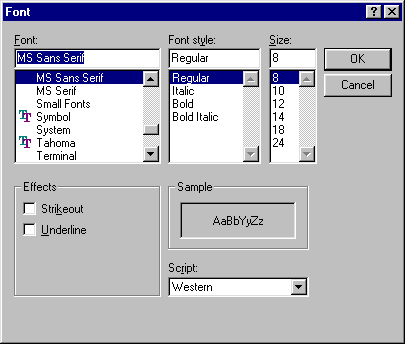 Font
? ×
Font:
Font style:
Size:
MS Sans Serif
Regular
8
OK
Cancel
MS Sans Serif
MS Serif
Small Fonts
Symbol
System
Tahoma
Terminal
Regular
Italic
Bold
Bold Italic
8
10
12
14
18
24
Effects
Strikeout
Underline
Sample
AaBbYyZz
Script:
Western